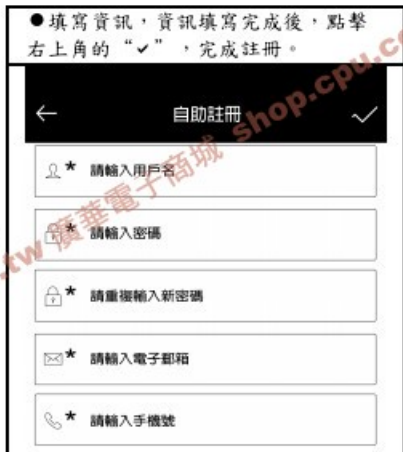 ●填寫資訊，資訊填寫完成後，點擊
右上角的“✓”，完成註冊。
← 自助註冊 ✓
* 請輸入用戶名
* 請輸入密碼
* 請重複輸入新密碼
* 請輸入電子郵箱
* 請輸入手機號
.tw 廣華電子商城 shop.cpu.co